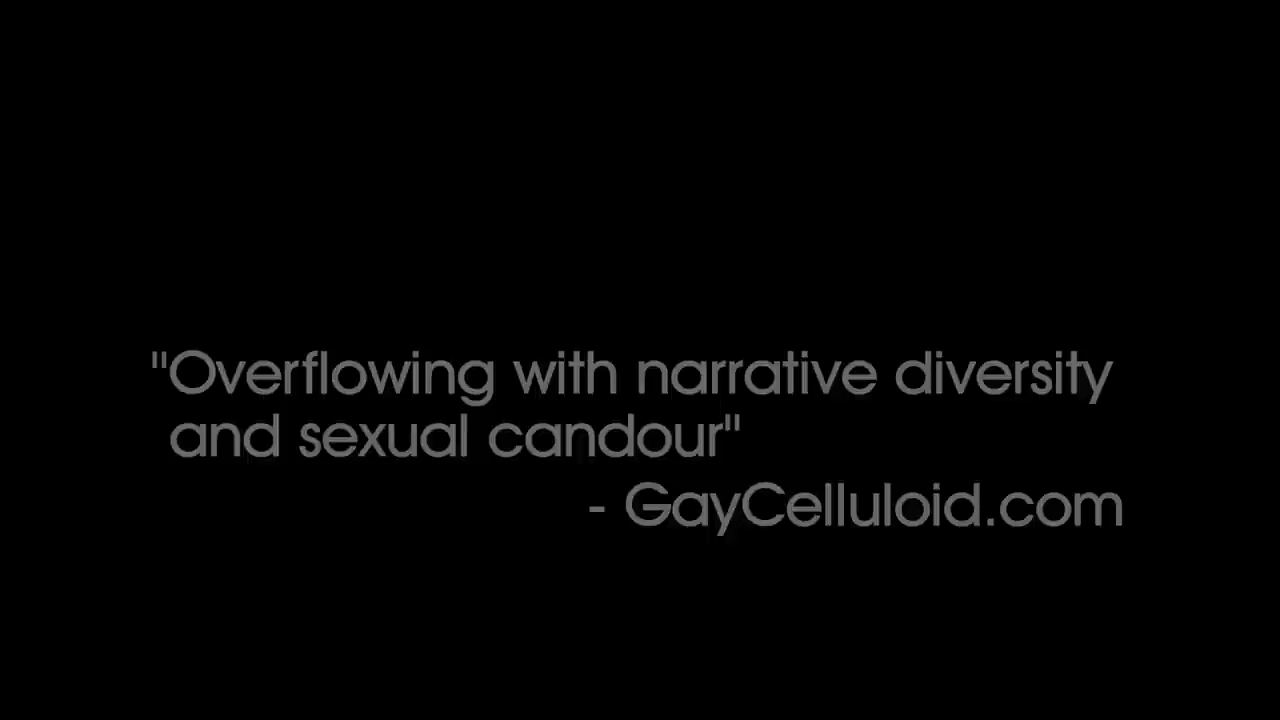 "Overflowing with narrative diversity
and sexual candour"
- GayCelluloid.com